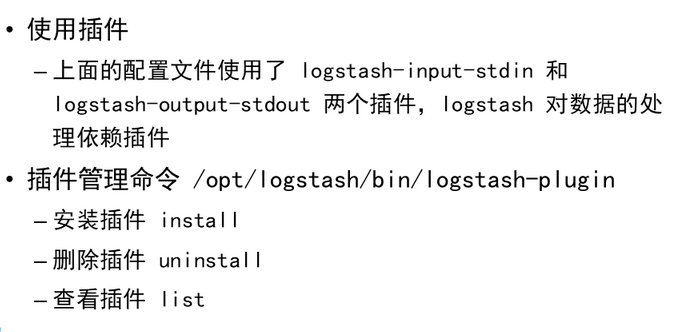 • 使用插件
– 上面的配置文件使用了 logstash-input-stdin 和
logstash-output-stdout 两个插件，logstash 对数据的处
理依赖插件
• 插件管理命令 /opt/logstash/bin/logstash-plugin
– 安装插件 install
– 删除插件 uninstall
– 查看插件 list